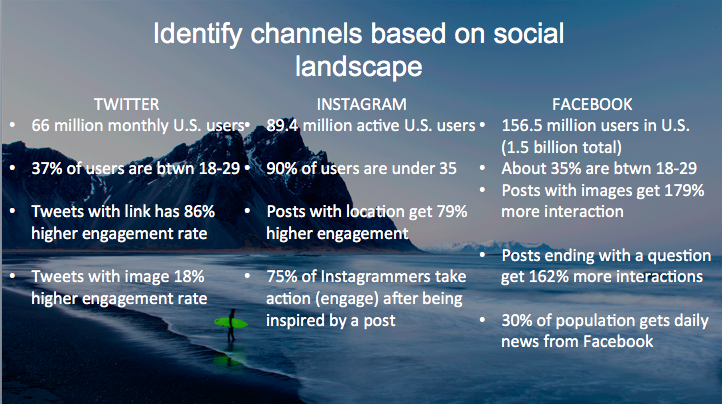 Identify channels based on social
landscape
TWITTER
• 66 million monthly U.S. users
• 37% of users are btwn 18-29
• Tweets with link has 86%
higher engagement rate
• Tweets with image 18%
higher engagement rate
INSTAGRAM
• 89.4 million active U.S. users
• 90% of users are under 35
• Posts with location get 79%
higher engagement
• 75% of Instagrammers take
action (engage) after being
inspired by a post
FACEBOOK
• 156.5 million users in U.S.
(1.5 billion total)
• About 35% are btwn 18-29
• Posts with images get 179%
more interaction
• Posts ending with a question
get 162% more interactions
• 30% of population gets daily
news from Facebook